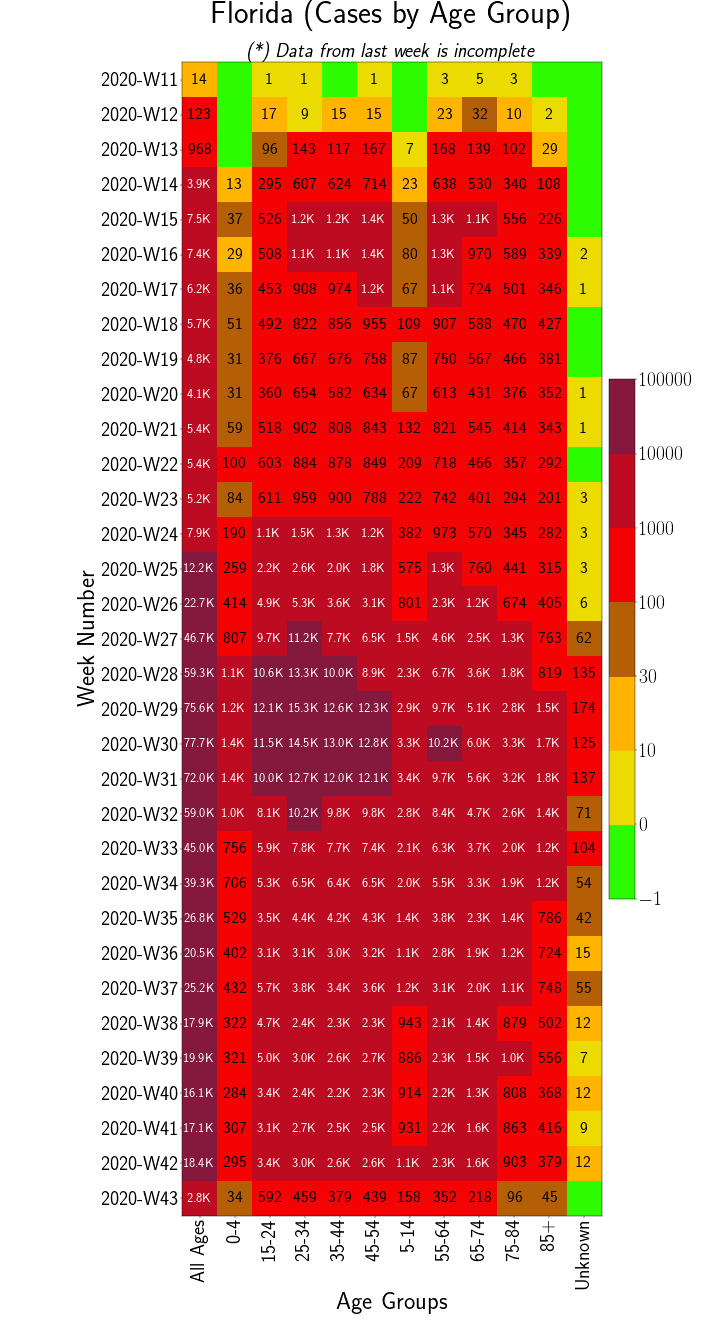 Florida (Cases by Age Group)
(*) Data from last week is incomplete
2020-W11 14 1 1 1 3 5 3
2020-W12 123 17 9 15 15 23 32 10 2
2020-W13 968 96 143 117 167 7 168 139 102 29
2020-W14 3.9K 13 295 607 624 714 23 638 530 340 108
2020-W15 7.5K 37 526 1.2K 1.2K 1.4K 50 1.3K 1.1K 556 226
2020-W16 7.4K 29 508 1.1K 1.1K 1.4K 80 1.3K 970 589 339 2
2020-W17 6.2K 36 453 908 974 1.2K 67 1.1K 724 501 346 1
2020-W18 5.7K 51 492 822 856 955 109 907 588 470 427
2020-W19 4.8K 31 376 667 676 758 87 750 567 466 381
2020-W20 4.1K 31 360 654 582 634 67 613 431 376 352 1
2020-W21 5.4K 59 518 902 808 843 132 821 545 414 343 1
2020-W22 5.4K 100 603 884 878 849 209 718 466 357 292
2020-W23 5.2K 84 611 959 900 788 222 742 401 294 201 3
2020-W24 7.9K 190 1.1K 1.5K 1.3K 1.2K 382 973 570 345 282 3
2020-W25 12.2K 259 2.2K 2.6K 2.0K 1.8K 575 1.3K 760 441 315 3
2020-W26 22.7K 414 4.9K 5.3K 3.6K 3.1K 801 2.3K 1.2K 674 405 6
2020-W27 46.7K 807 9.7K 11.2K 7.7K 6.5K 1.5K 4.6K 2.5K 1.3K 763 62
2020-W28 59.3K 1.1K 10.6K 13.3K 10.0K 8.9K 2.3K 6.7K 3.6K 1.8K 819 135
2020-W29 75.6K 1.2K 12.1K 15.3K 12.6K 12.3K 2.9K 9.7K 5.1K 2.8K 1.5K 174
2020-W30 77.7K 1.4K 11.5K 14.5K 13.0K 12.8K 3.3K 10.2K 6.0K 3.3K 1.7K 125
2020-W31 72.0K 1.4K 10.0K 12.7K 12.0K 12.1K 3.4K 9.7K 5.6K 3.2K 1.8K 137
2020-W32 59.0K 1.0K 8.1K 10.2K 9.8K 9.8K 2.8K 8.4K 4.7K 2.6K 1.4K 71
2020-W33 45.0K 756 5.9K 7.8K 7.7K 7.4K 2.1K 6.3K 3.7K 2.0K 1.2K 104
2020-W34 39.3K 706 5.3K 6.5K 6.4K 6.5K 2.0K 5.5K 3.3K 1.9K 1.2K 54
2020-W35 26.8K 529 3.5K 4.4K 4.2K 4.3K 1.4K 3.8K 2.3K 1.4K 786 42
2020-W36 20.5K 402 3.1K 3.1K 3.0K 3.2K 1.1K 2.8K 1.9K 1.2K 724 15
2020-W37 25.2K 432 5.7K 3.8K 3.4K 3.6K 1.2K 3.1K 2.0K 1.1K 748 55
2020-W38 17.9K 322 4.7K 2.4K 2.3K 2.3K 943 2.1K 1.4K 879 502 12
2020-W39 19.9K 321 5.0K 3.0K 2.6K 2.7K 886 2.3K 1.5K 1.0K 556 7
2020-W40 16.1K 284 3.4K 2.4K 2.2K 2.3K 914 2.2K 1.3K 808 368 12
2020-W41 17.1K 307 3.1K 2.7K 2.5K 2.5K 931 2.2K 1.6K 863 416 9
2020-W42 18.4K 295 3.4K 3.0K 2.6K 2.6K 1.1K 2.3K 1.6K 903 379 12
2020-W43 2.8K 34 592 459 379 439 158 352 218 96 45
All Ages 0-4 15-24 25-34 35-44 45-54 5-14 55-64 65-74 75-84 85+ Unknown
Age Groups
Week Number
100000
10000
1000
100
30
10
0
−1